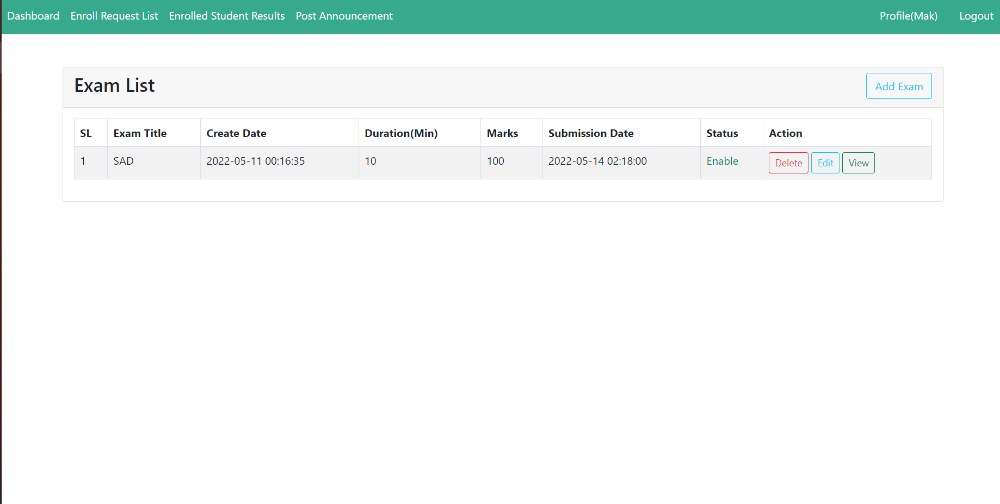 Dashboard Enroll Request List Enrolled Student Results Post Announcement Profile(Mak) Logout
Exam List Add Exam
SL Exam Title Create Date Duration(Min) Marks Submission Date Status Action
1 SAD 2022-05-11 00:16:35 10 100 2022-05-14 02:18:00 Enable Delete Edit View